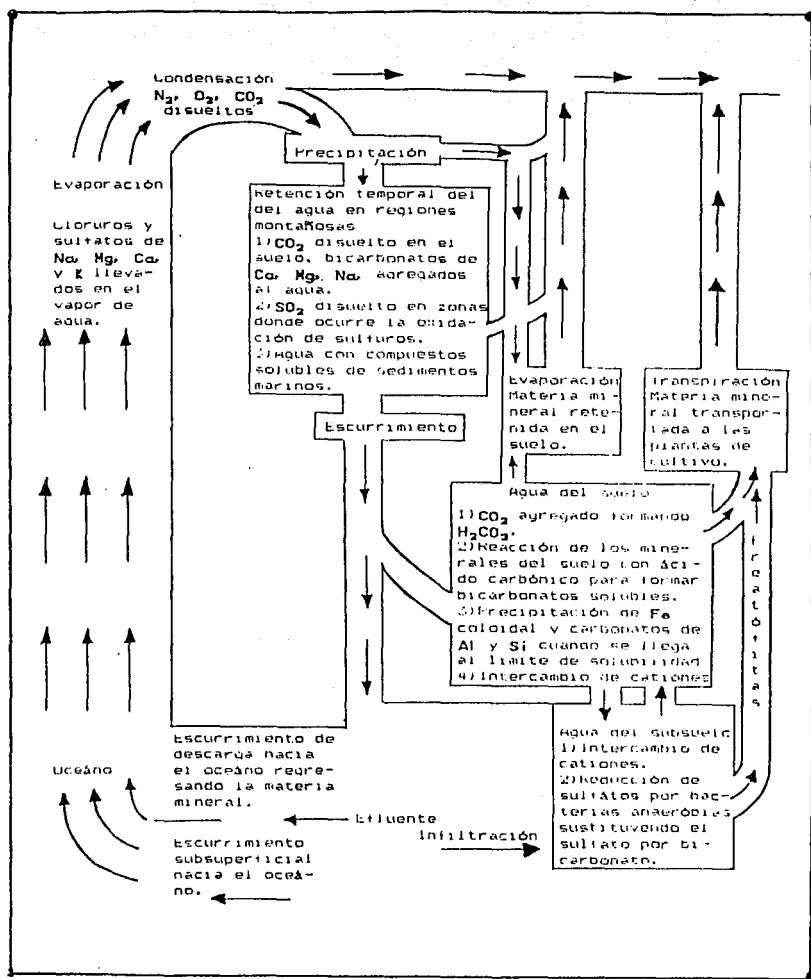 Condensación
N₂, O₂, CO₂
disueltos
Precipitación
Evaporación
Cloruros y
sulfatos de
Na, Mg, Ca,
y K lleva-
dos en el
vapor de
agua.
Retención temporal del
del agua en regiones
montañosas
1)CO₂ disuelto en el
suelo, bicarbonatos de
Ca, Mg, Na, agregados
al agua.
2)SO₂ disuelto en zonas
donde ocurre la oxida-
ción de sulfuros.
3)Agua con compuestos
solubles de sedimentos
marinos.
Escurrimiento
Evaporación
Materia mi-
neral rete-
nida en el
suelo.
Transpiración
Materia mine-
ral transpor-
tada a las
plantas de
cultivo.
Agua del suelo
1)CO₂ agregado formando
H₂CO₃.
2)Reacción de los mine-
rales del suelo con áci-
do carbónico para formar
bicarbonatos solubles.
3)Precipitación de Fe
coloidal y carbonatos de
Al y Si cuando se llega
al límite de solubilidad
4)Intercambio de cationes
freatófitas
Agua del subsuelo
1)Intercambio de
cationes.
2)Reducción de
sulfátos por bac-
terias anaeróbias
sustituyendo el
sulfato por bi-
carbonato.
Océano
Escurrimiento de
descarga hacia
el océano regre-
sando la materia
mineral.
Efluente
Infiltración
Escurrimiento
subsuperficial
hacia el oceá-
no.